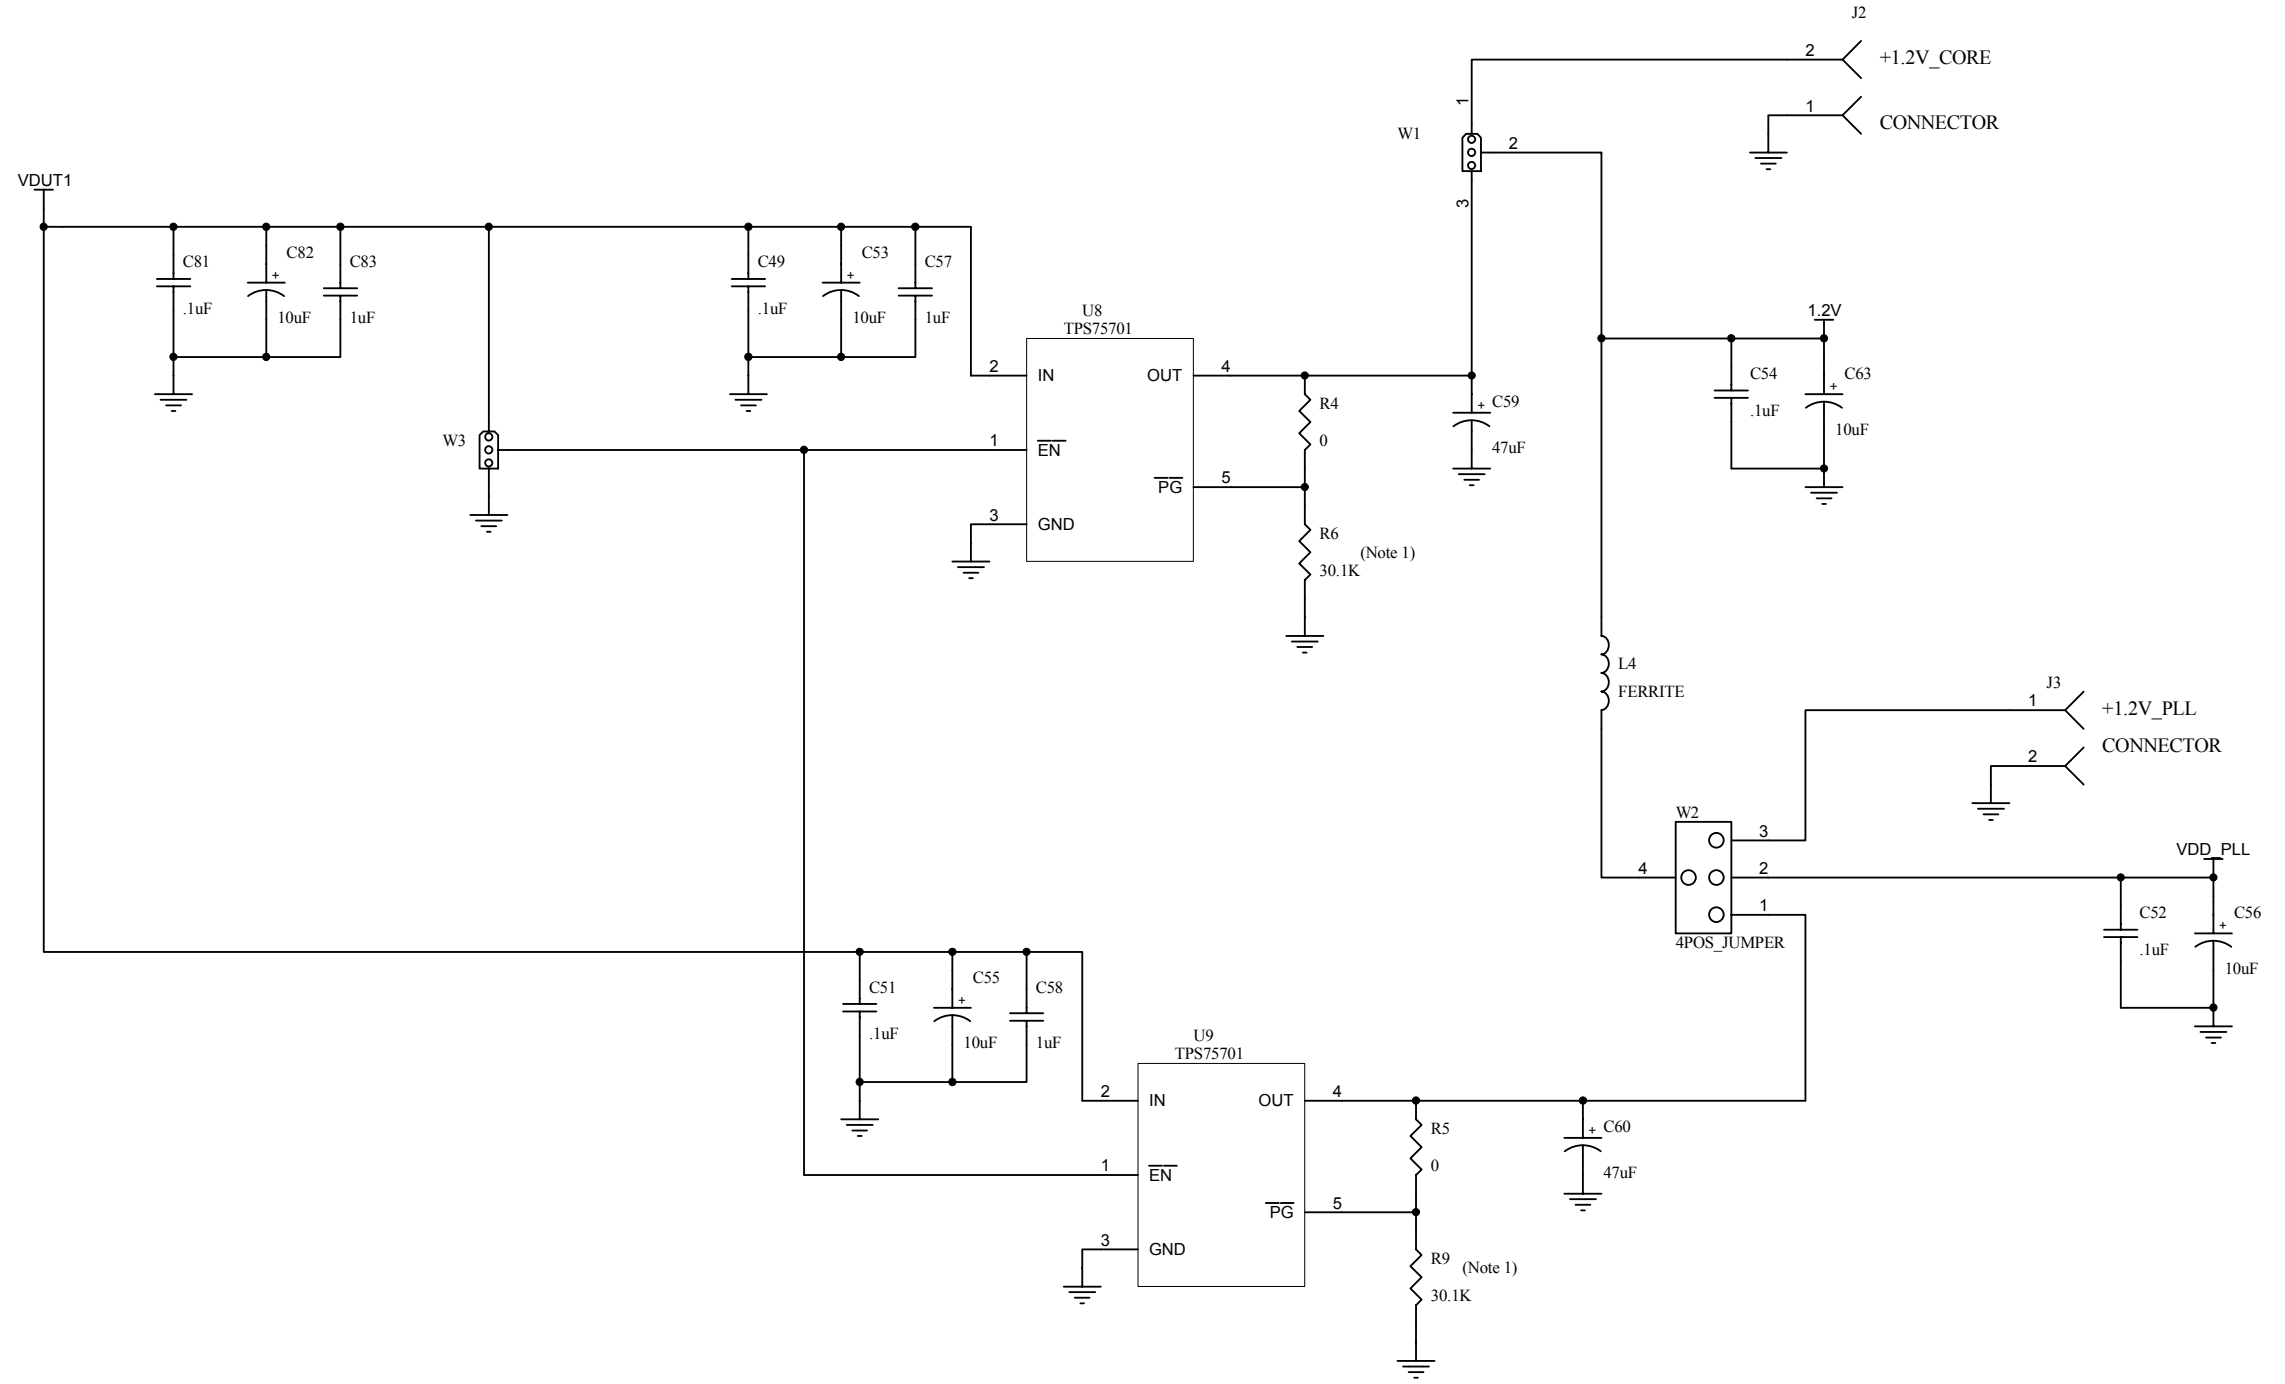 J2
2
+1.2V_CORE
1
CONNECTOR
W1
1
2
3
VDUT1
C81
.1uF
C82
+
10uF
C83
1uF
C49
.1uF
C53
+
10uF
C57
1uF
W3
U8
TPS75701
2
IN
1
EN
3
GND
OUT
4
PG
5
R4
0
R6
(Note 1)
30.1K
+
C59
47uF
1.2V
C54
.1uF
C63
+
10uF
L4
FERRITE
J3
1
+1.2V_PLL
CONNECTOR
2
W2
3
4
2
1
4POS_JUMPER
VDD_PLL
C52
.1uF
C56
+
10uF
C51
.1uF
C55
+
10uF
C58
1uF
U9
TPS75701
2
IN
1
EN
3
GND
OUT
4
PG
5
R5
0
R9
(Note 1)
30.1K
+
C60
47uF